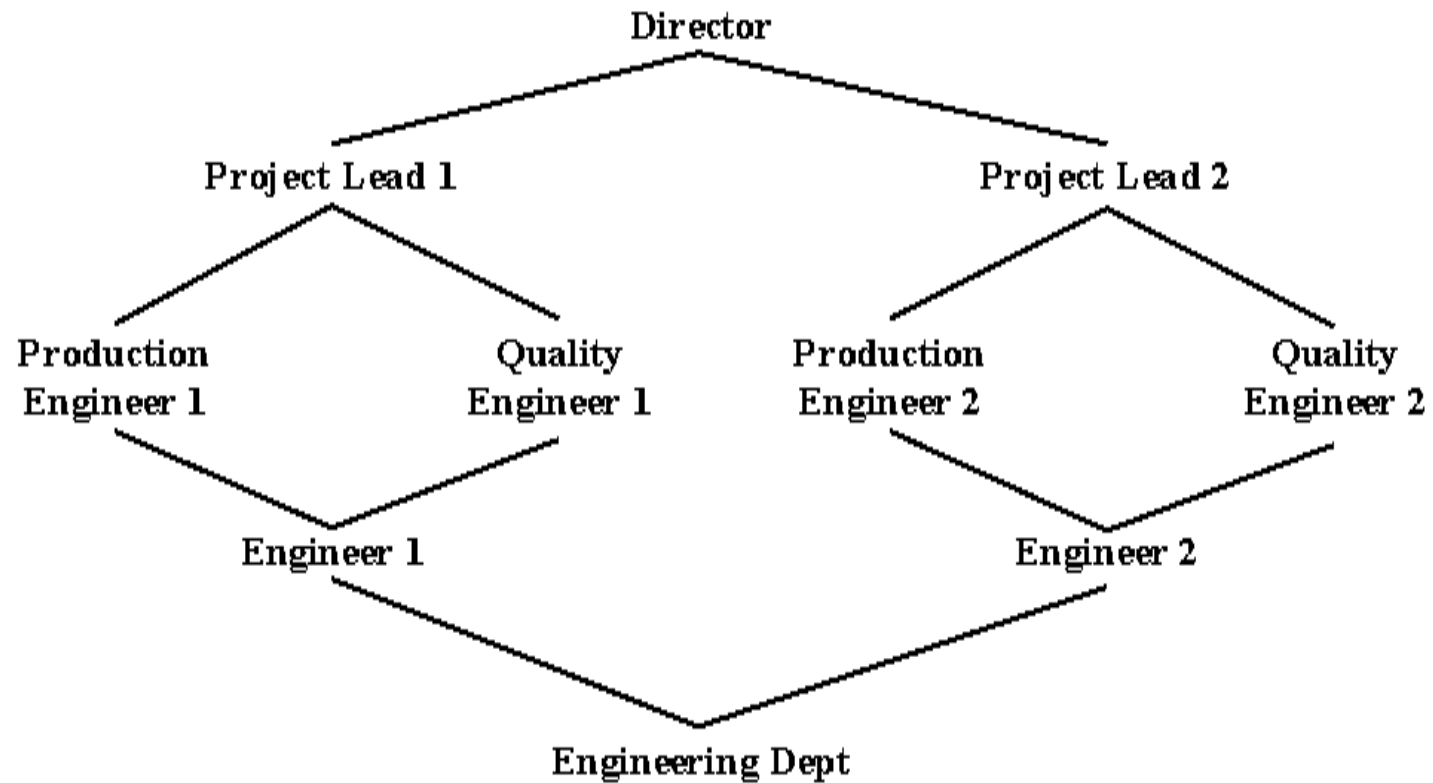 Director
Project Lead 1
Project Lead 2
Production
Engineer 1
Quality
Engineer 1
Production
Engineer 2
Quality
Engineer 2
Engineer 1
Engineer 2
Engineering Dept